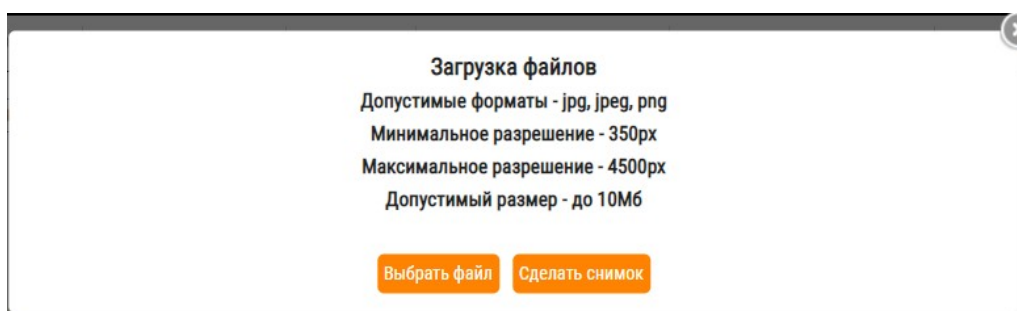 Загрузка файлов
Допустимые форматы - jpg, jpeg, png
Минимальное разрешение - 350px
Максимальное разрешение - 4500px
Допустимый размер - до 10Мб
Выбрать файл Сделать снимок